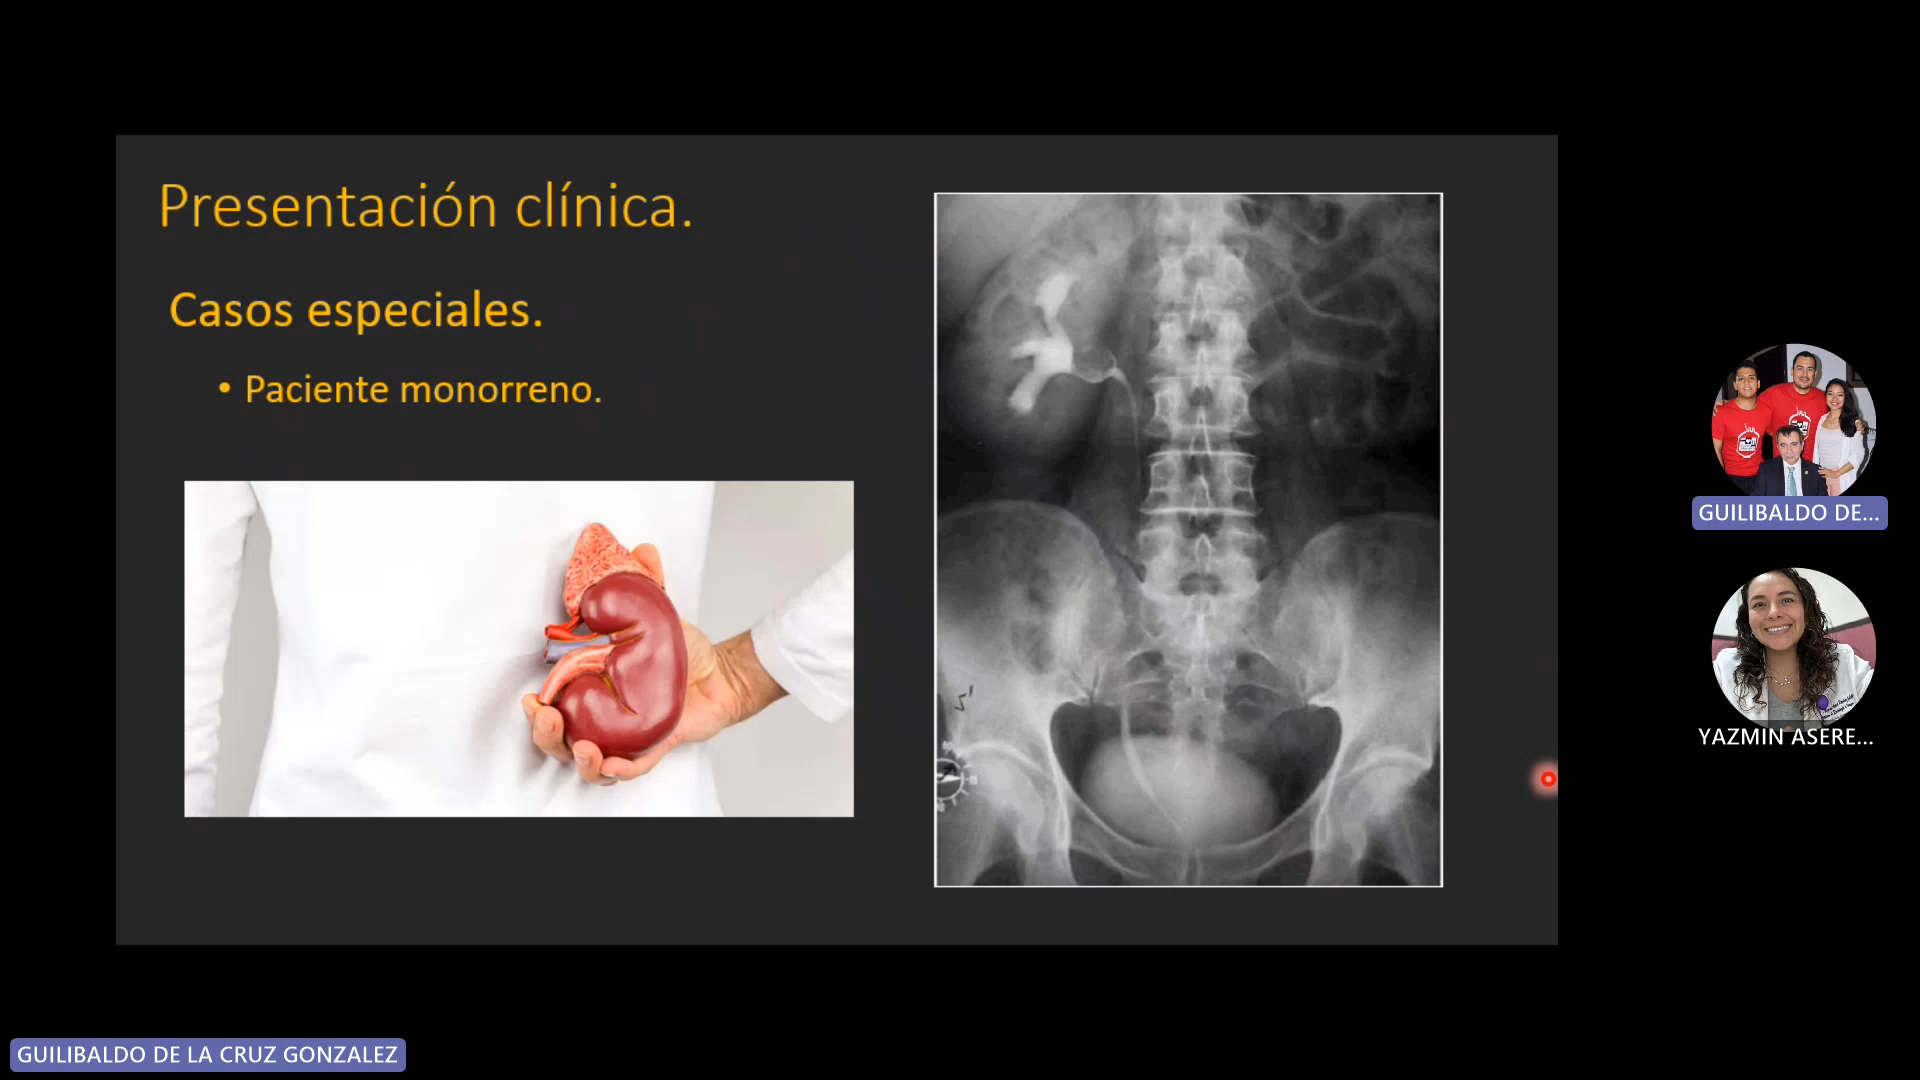 Presentación clínica.
Casos especiales.
• Paciente monorreno.
GUILIBALDO DE...
YAZMIN ASERE...
GUILIBALDO DE LA CRUZ GONZALEZ